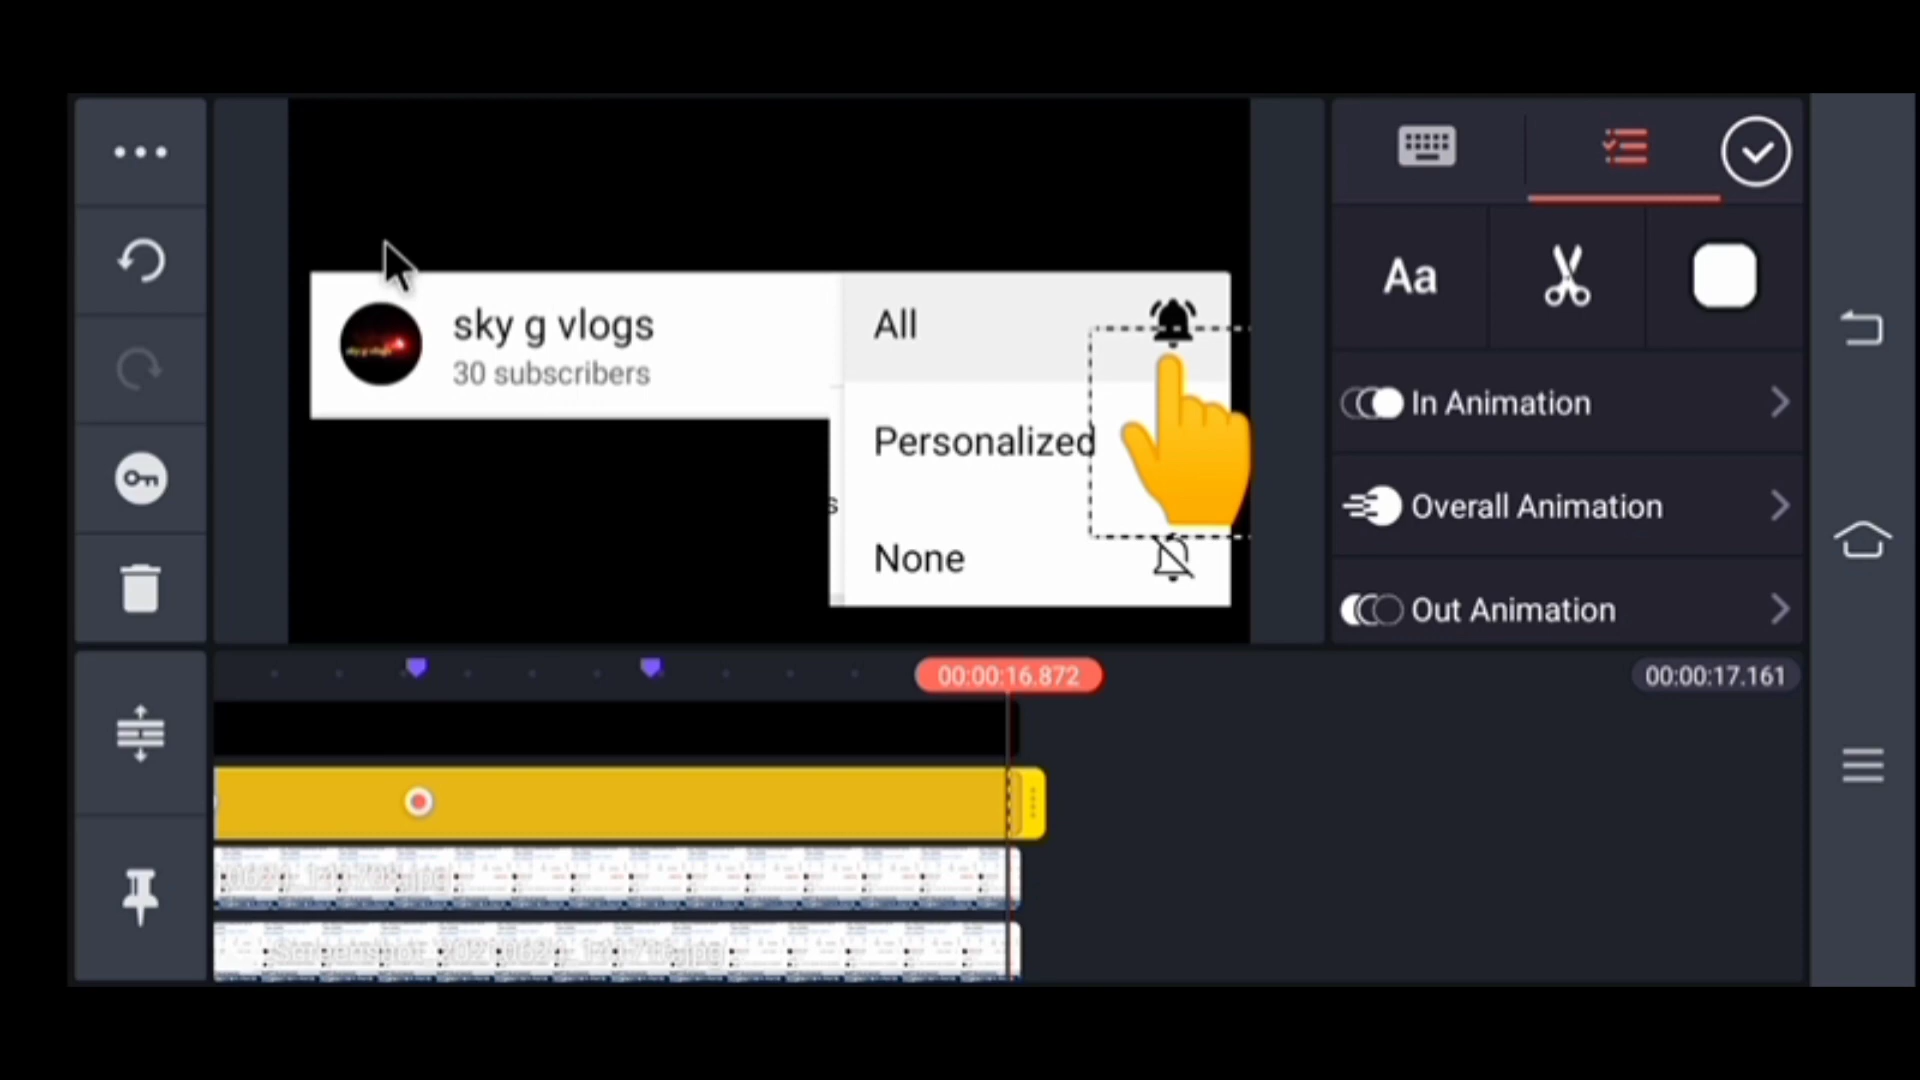 sky g vlogs
30 subscribers
All
Personalized
s
None
Aa
In Animation
Overall Animation
Out Animation
00:00:16.872
00:00:17.161